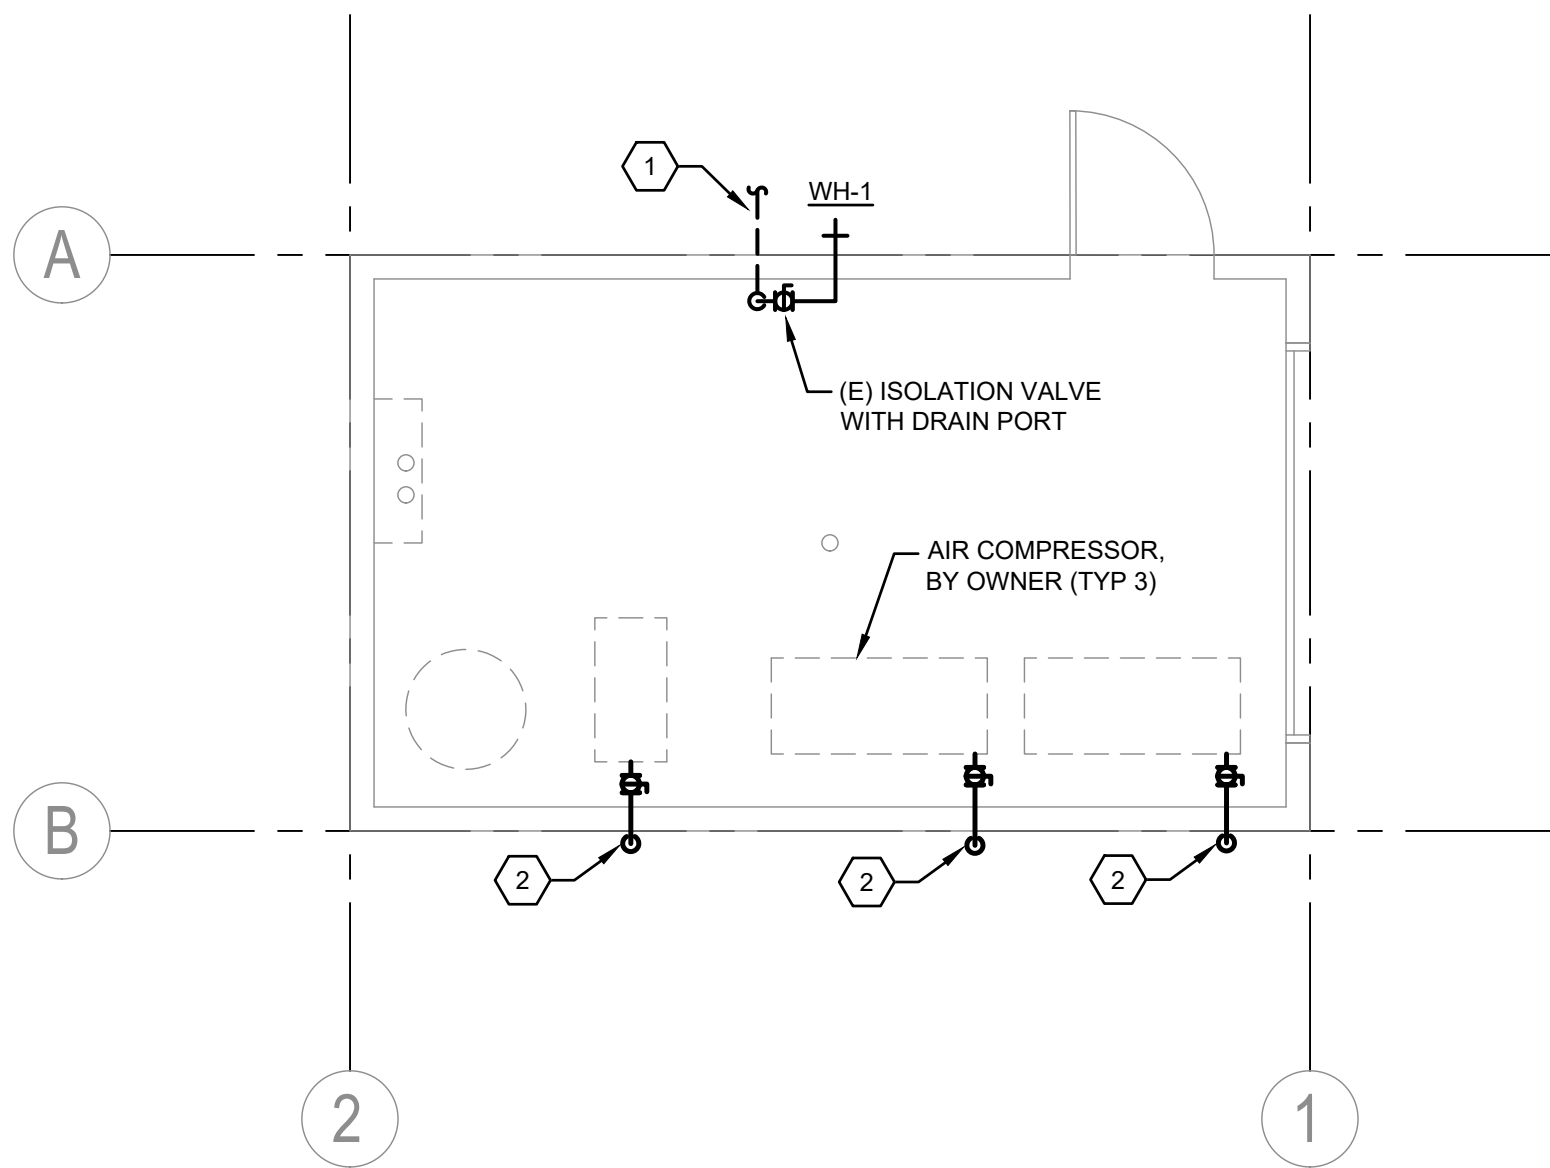 1
WH-1
A
(E) ISOLATION VALVE
WITH DRAIN PORT
AIR COMPRESSOR,
BY OWNER (TYP 3)
B
2
2
2
2
1